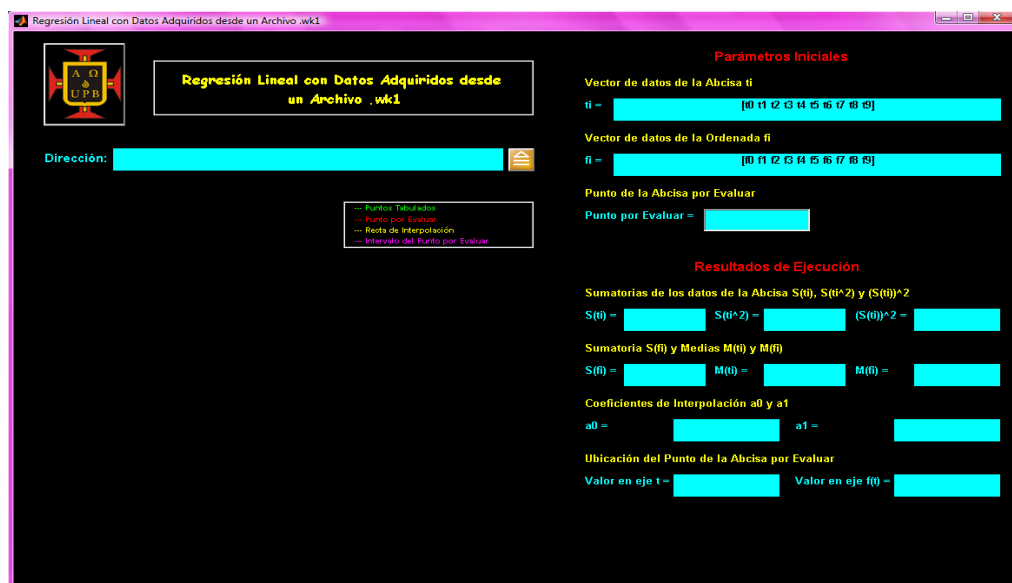 Regresión Lineal con Datos Adquiridos desde un Archivo .wk1
Α Ω
UPB
Regresión Lineal con Datos Adquiridos desde
un Archivo .wk1
Dirección:
--- Puntos Tabulados
--- Punto por Evaluar
--- Recta de Interpolación
--- Intervalo del Punto por Evaluar
Parámetros Iniciales
Vector de datos de la Abcisa ti
ti = [t0 t1 t2 t3 t4 t5 t6 t7 t8 t9]
Vector de datos de la Ordenada fi
fi = [f0 f1 f2 f3 f4 f5 f6 f7 f8 f9]
Punto de la Abcisa por Evaluar
Punto por Evaluar =
Resultados de Ejecución
Sumatorias de los datos de la Abcisa S(ti), S(ti^2) y (S(ti))^2
S(ti) = S(ti^2) = (S(ti))^2 =
Sumatoria S(fi) y Medias M(ti) y M(fi)
S(fi) = M(ti) = M(fi) =
Coeficientes de Interpolación a0 y a1
a0 = a1 =
Ubicación del Punto de la Abcisa por Evaluar
Valor en eje t = Valor en eje f(t) =